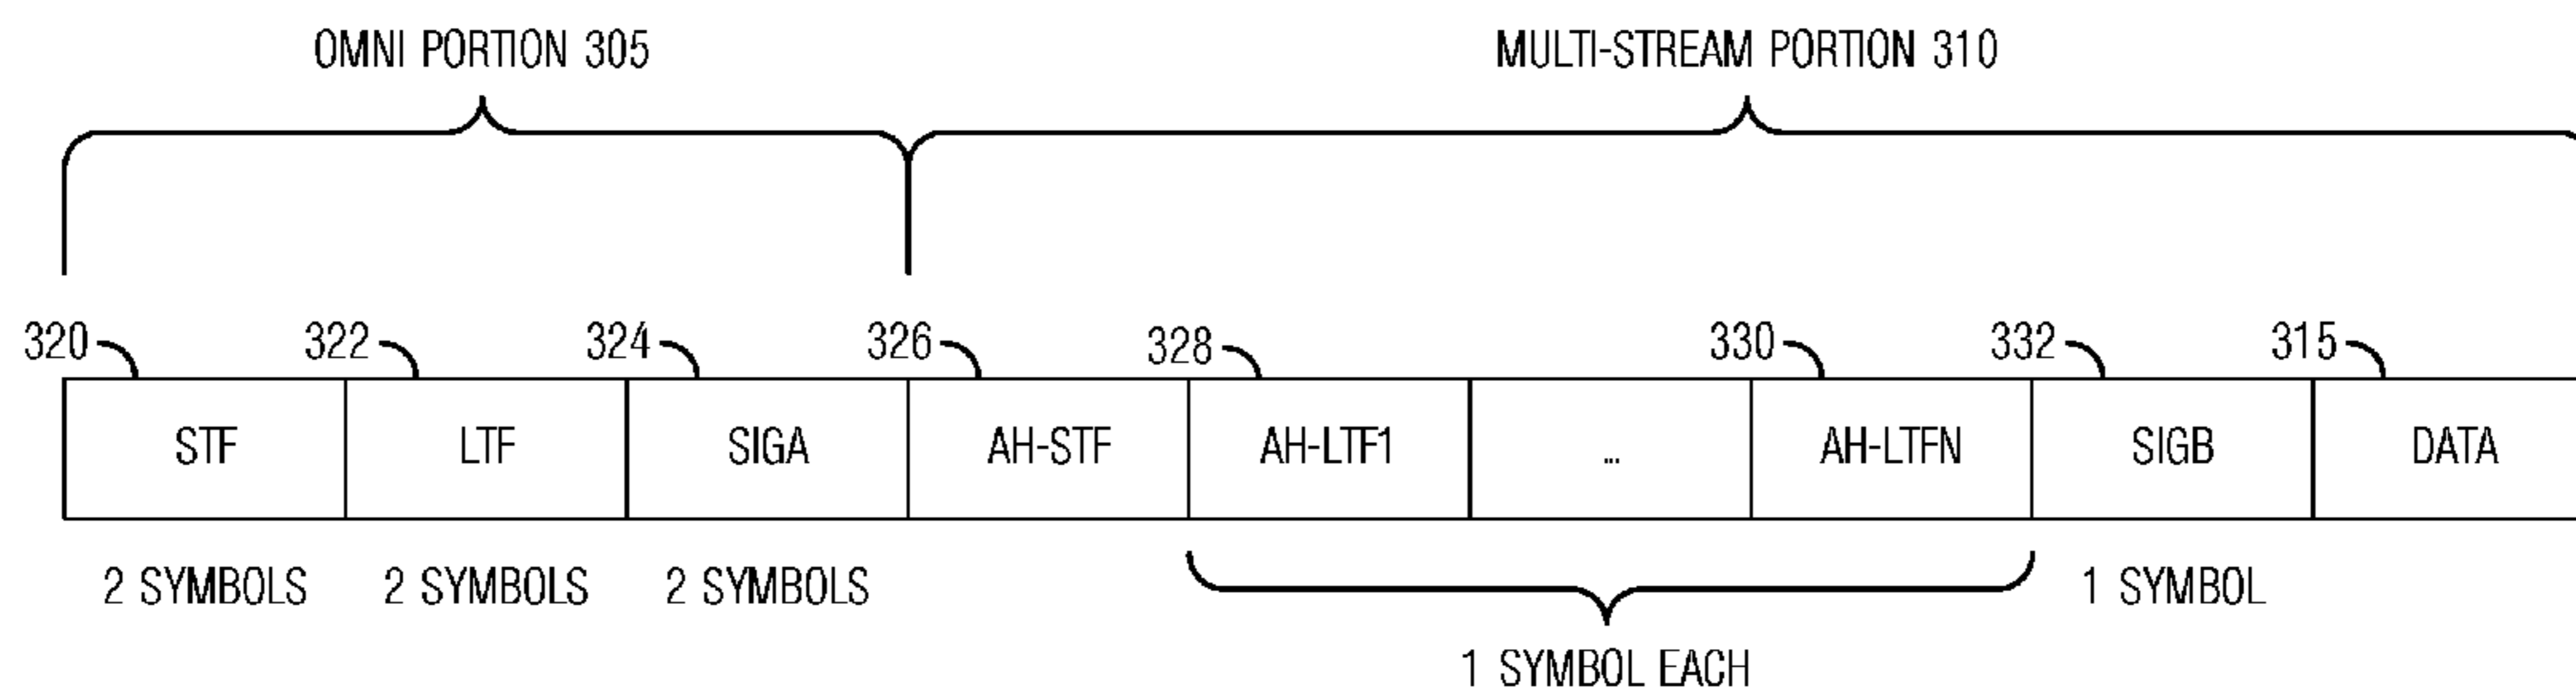 OMNI PORTION 305
MULTI-STREAM PORTION 310
320 322 324 326 328 330 332 315
STF LTF SIGA AH-STF AH-LTF1 ... AH-LTFN SIGB DATA
2 SYMBOLS 2 SYMBOLS 2 SYMBOLS 1 SYMBOL
1 SYMBOL EACH